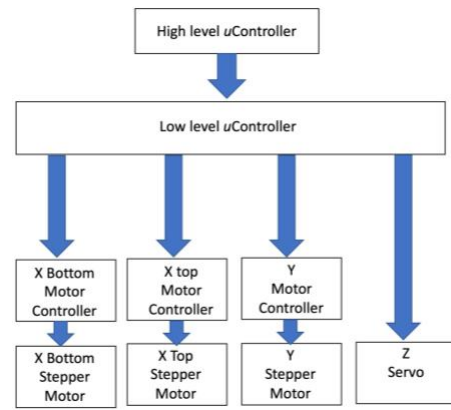 High level uController
Low level uController
X Bottom
Motor
Controller
X top
Motor
Controller
Y
Motor
Controller
X Bottom
Stepper
Motor
X Top
Stepper
Motor
Y
Stepper
Motor
Z
Servo